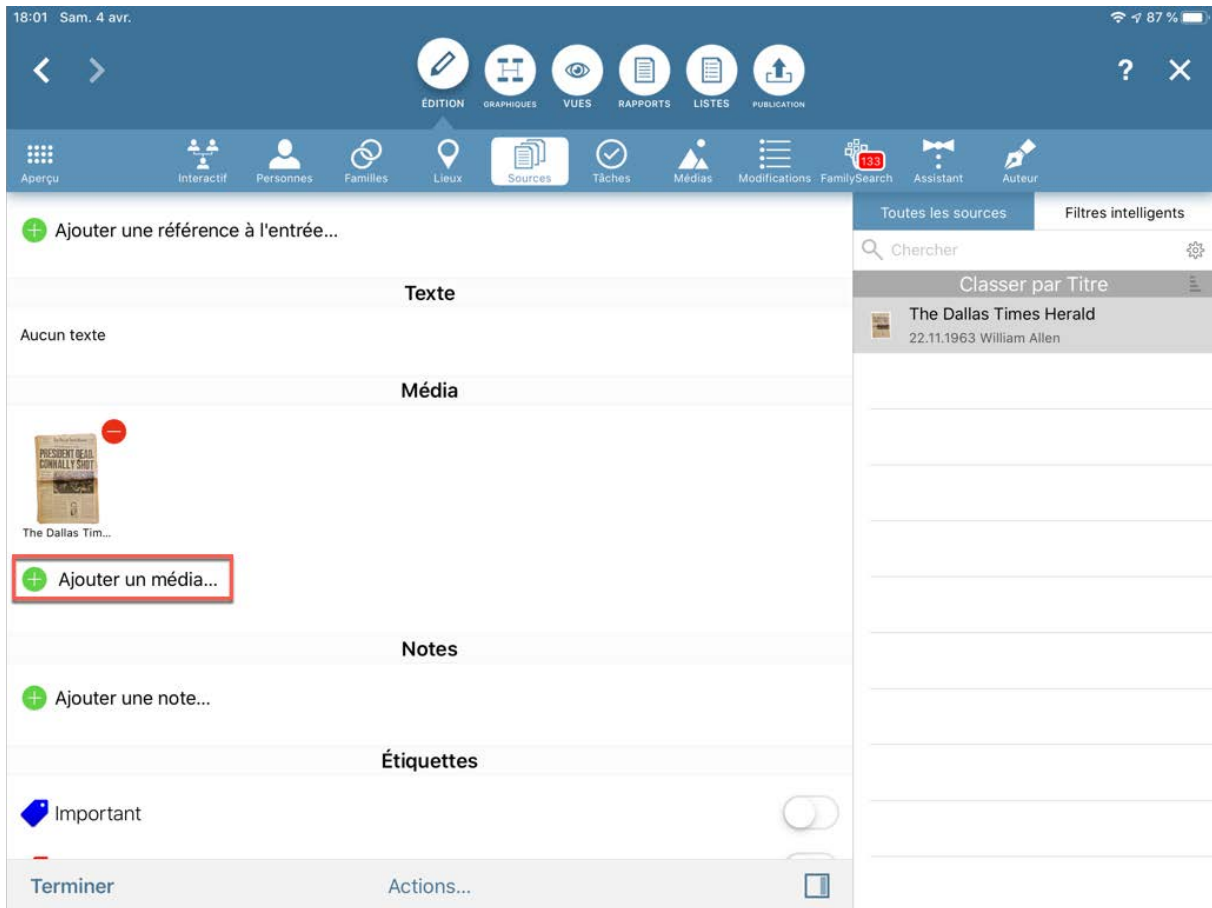 18:01 Sam. 4 avr.
87 %
?
ÉDITION GRAPHIQUES VUES RAPPORTS LISTES PUBLICATION
Aperçu Interactif Personnes Familles Lieux Sources Tâches Médias Modifications FamilySearch Assistant Auteur
133
Ajouter une référence à l'entrée...
Texte
Aucun texte
Média
PRESIDENT DEAD,
CONNALLY SHOT
The Dallas Tim...
Ajouter un média...
Notes
Ajouter une note...
Étiquettes
Important
Terminer
Actions...
Toutes les sources
Filtres intelligents
Chercher
Classer par Titre
The Dallas Times Herald
22.11.1963 William Allen